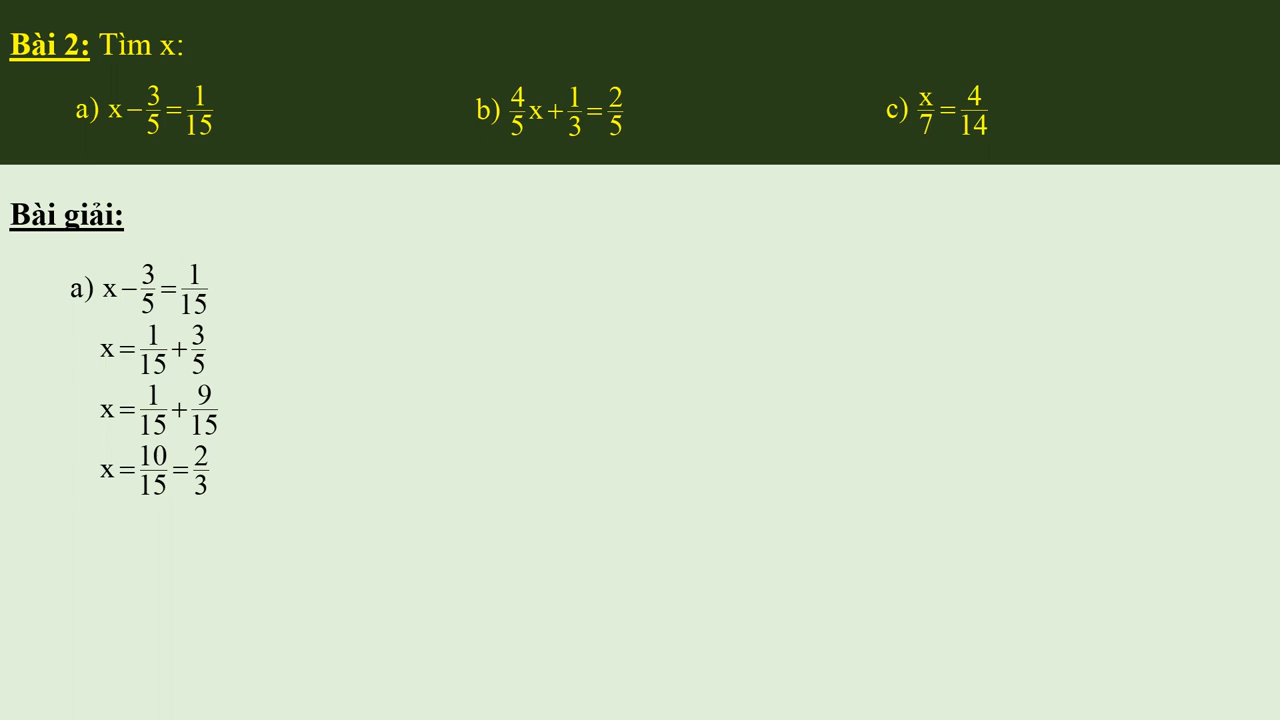 Bài 2: Tìm x:
a) x − 3/5 = 1/15 b) 4/5 x + 1/3 = 2/5 c) x/7 = 4/14
Bài giải:
a) x − 3/5 = 1/15
x = 1/15 + 3/5
x = 1/15 + 9/15
x = 10/15 = 2/3